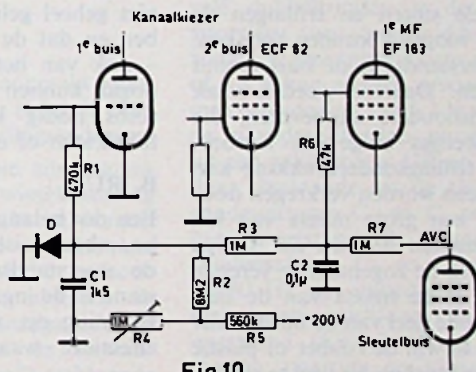 Kanaalkiezer
1e MF
1e buis
2e buis
ECF 82
EF 183
R1
470k
R6
47k
D
R3
1M
R7
1M
AVC
C1
1k5
R2
8M2
C2
0,1µ
1M
R4
560k
R5
+200V
Sleutelbuis
Fig.10